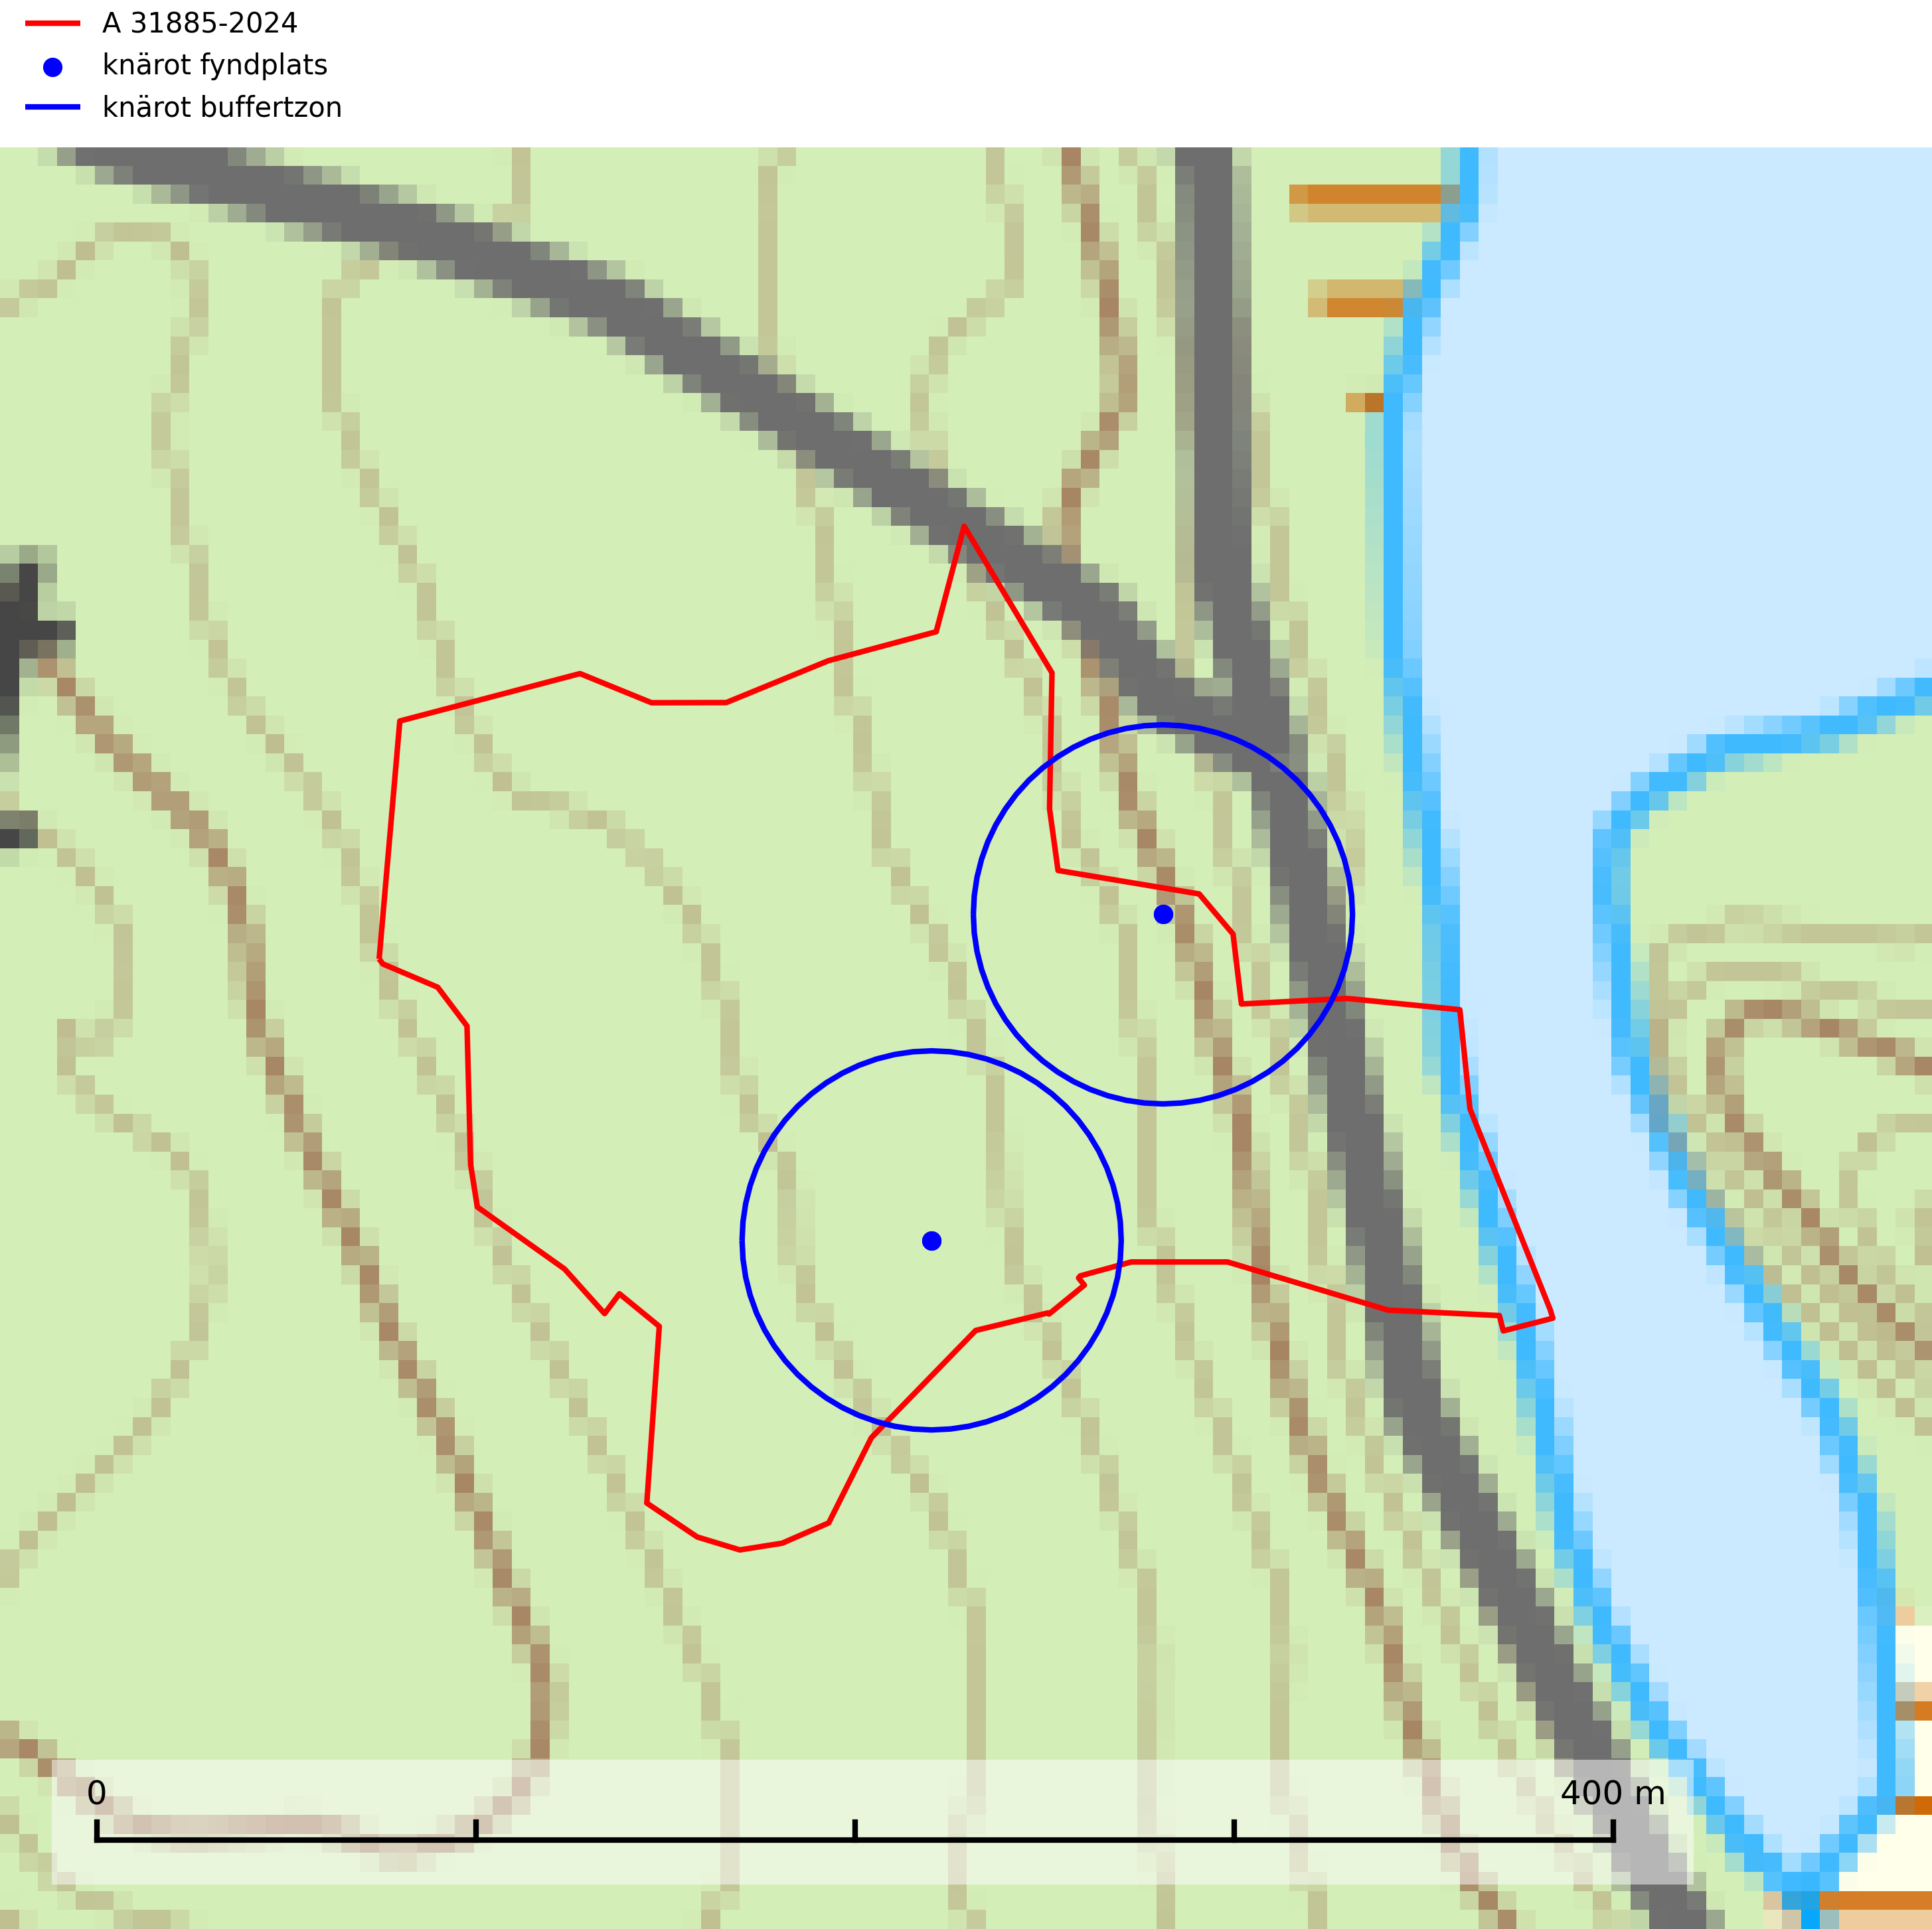 A 31885-2024
knärot fyndplats
knärot buffertzon
0 400 m